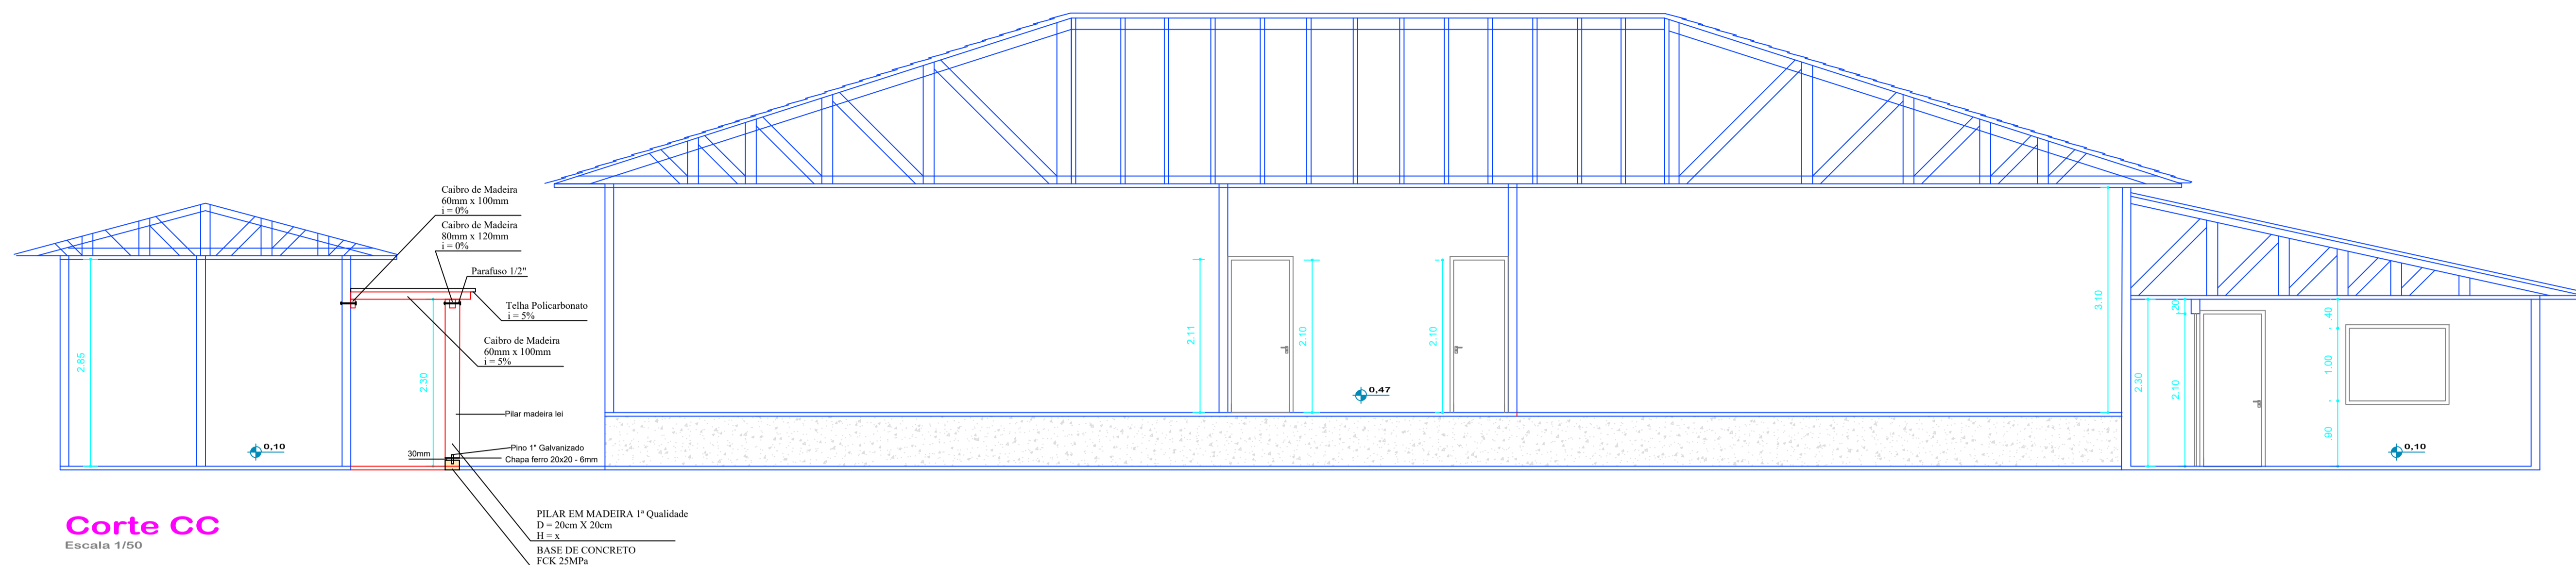 Caibro de Madeira
60mm x 100mm
i = 0%
Caibro de Madeira
80mm x 120mm
i = 0%
Parafuso 1/2"
Telha Policarbonato
i = 5%
Caibro de Madeira
60mm x 100mm
i = 5%
Pilar madeira lei
Pino 1" Galvanizado
30mm
Chapa ferro 20x20 - 6mm
PILAR EM MADEIRA 1ª Qualidade
D = 20cm X 20cm
H = x
BASE DE CONCRETO
FCK 25MPa
2.85
0,10
2.30
2.11
2.10
2.10
0,47
3.10
2.30
.20
2.10
.40
1.00
.90
0,10
Corte CC
Escala 1/50